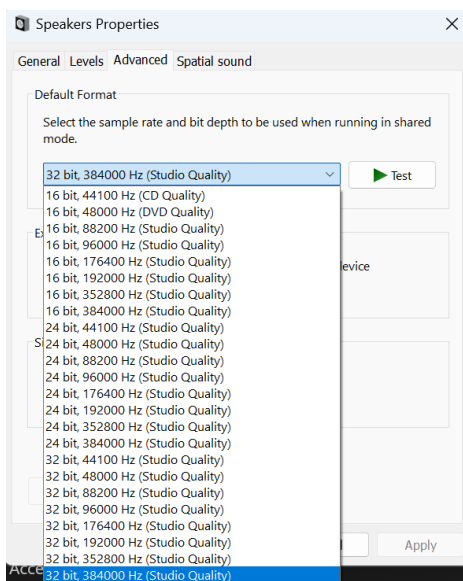 Speakers Properties
General Levels Advanced Spatial sound
Default Format
Select the sample rate and bit depth to be used when running in shared
mode.
32 bit, 384000 Hz (Studio Quality)
Test
16 bit, 44100 Hz (CD Quality)
16 bit, 48000 Hz (DVD Quality)
16 bit, 88200 Hz (Studio Quality)
16 bit, 96000 Hz (Studio Quality)
16 bit, 176400 Hz (Studio Quality)
16 bit, 192000 Hz (Studio Quality)
16 bit, 352800 Hz (Studio Quality)
16 bit, 384000 Hz (Studio Quality)
24 bit, 44100 Hz (Studio Quality)
24 bit, 48000 Hz (Studio Quality)
24 bit, 88200 Hz (Studio Quality)
24 bit, 96000 Hz (Studio Quality)
24 bit, 176400 Hz (Studio Quality)
24 bit, 192000 Hz (Studio Quality)
24 bit, 352800 Hz (Studio Quality)
24 bit, 384000 Hz (Studio Quality)
32 bit, 44100 Hz (Studio Quality)
32 bit, 48000 Hz (Studio Quality)
32 bit, 88200 Hz (Studio Quality)
32 bit, 96000 Hz (Studio Quality)
32 bit, 176400 Hz (Studio Quality)
32 bit, 192000 Hz (Studio Quality)
32 bit, 352800 Hz (Studio Quality)
32 bit, 384000 Hz (Studio Quality)
device
Apply